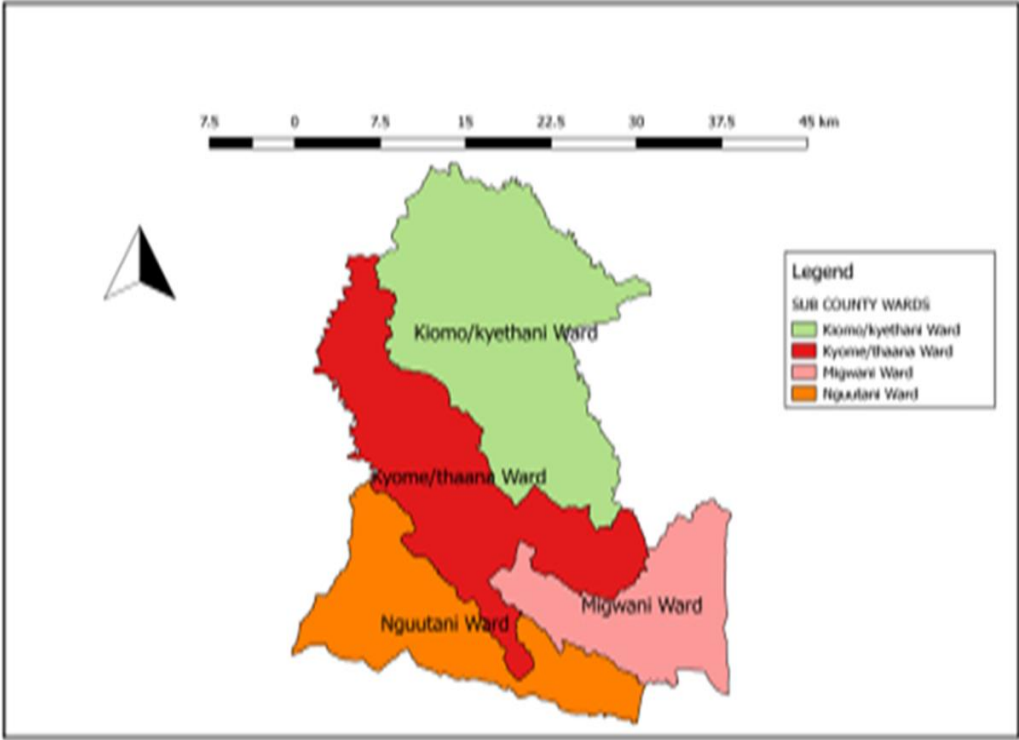 7.5 0 7.5 15 22.5 30 37.5 45 km
Kiomo/kyethani Ward
Kyome/thaana Ward
Migwani Ward
Nguutani Ward
Legend
SUB COUNTY WARDS
Kiomo/kyethani Ward
Kyome/thaana Ward
Migwani Ward
Nguutani Ward